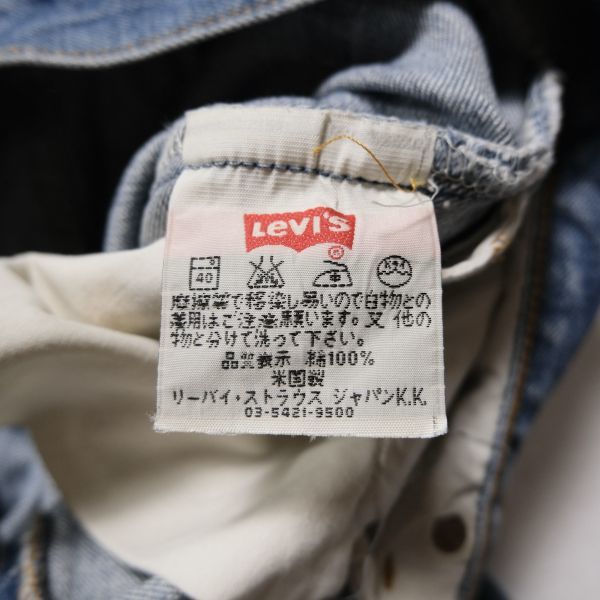 Levi's
®
40
摩擦等で移染し易いので白物との
着用はご注意願います。又 他の
物と分けて洗って下さい。
品質表示 綿100%
米国製
リーバイ・ストラウス ジャパンK.K.
03-5421-9500